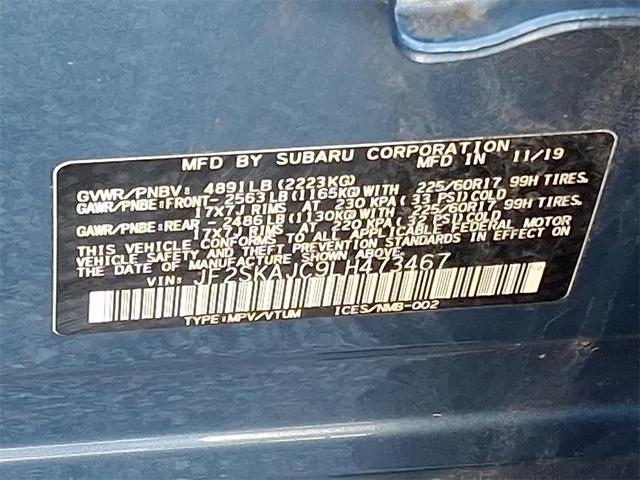 MFD BY SUBARU CORPORATION
MFD IN 11/19
GVWR/PNBV: 4891LB (2223KG)
GAWR/PNBE:FRONT- 2563LB(1165KG)WITH 225/60R17 99H TIRES.
17x7J RIMS AT 230 KPA (33 PSI)COLD
GAWR/PNBE:REAR -2486LB(1130KG)WITH 225/60R17 99H TIRES.
17x7J RIMS AT 220 KPA (32 PSI)COLD
THIS VEHICLE CONFORMS TO ALL APPLICABLE FEDERAL MOTOR
VEHICLE SAFETY AND THEFT PREVENTION STANDARDS IN EFFECT ON
THE DATE OF MANUFACTURE SHOWN ABOVE.
VIN: JF2SKAJC9LH473467
TYPE:MPV/VTUM ICES/NMB-002